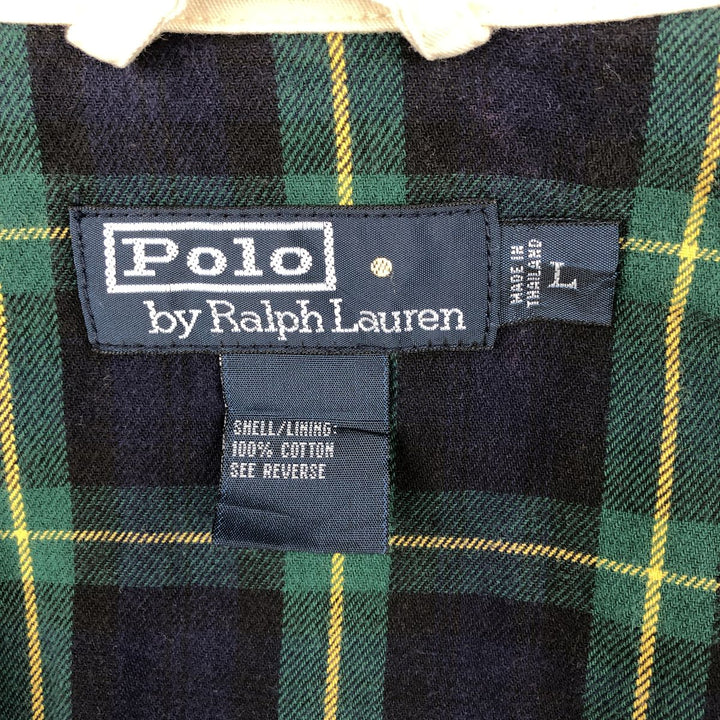 Polo
by Ralph Lauren
MADE IN
THAILAND
L
SHELL/LINING:
100% COTTON
SEE REVERSE